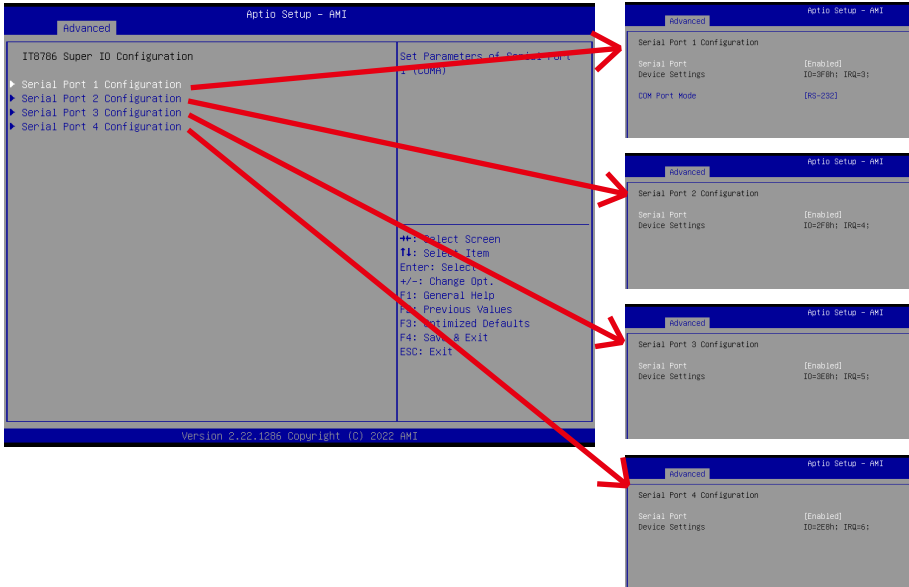 Aptio Setup - AMI
Advanced
IT8786 Super IO Configuration
Serial Port 1 Configuration
Serial Port 2 Configuration
Serial Port 3 Configuration
Serial Port 4 Configuration
Set Parameters of Serial Port
1 (COMA)
→←: Select Screen
↑↓: Select Item
Enter: Select
+/-: Change Opt.
F1: General Help
F2: Previous Values
F3: Optimized Defaults
F4: Save & Exit
ESC: Exit
Version 2.22.1286 Copyright (C) 2022 AMI
Aptio Setup - AMI
Advanced
Serial Port 1 Configuration
Serial Port [Enabled]
Device Settings IO=3F8h; IRQ=3;
COM Port Mode [RS-232]
Aptio Setup - AMI
Advanced
Serial Port 2 Configuration
Serial Port [Enabled]
Device Settings IO=2F8h; IRQ=4;
Aptio Setup - AMI
Advanced
Serial Port 3 Configuration
Serial Port [Enabled]
Device Settings IO=3E8h; IRQ=5;
Aptio Setup - AMI
Advanced
Serial Port 4 Configuration
Serial Port [Enabled]
Device Settings IO=2E8h; IRQ=6;